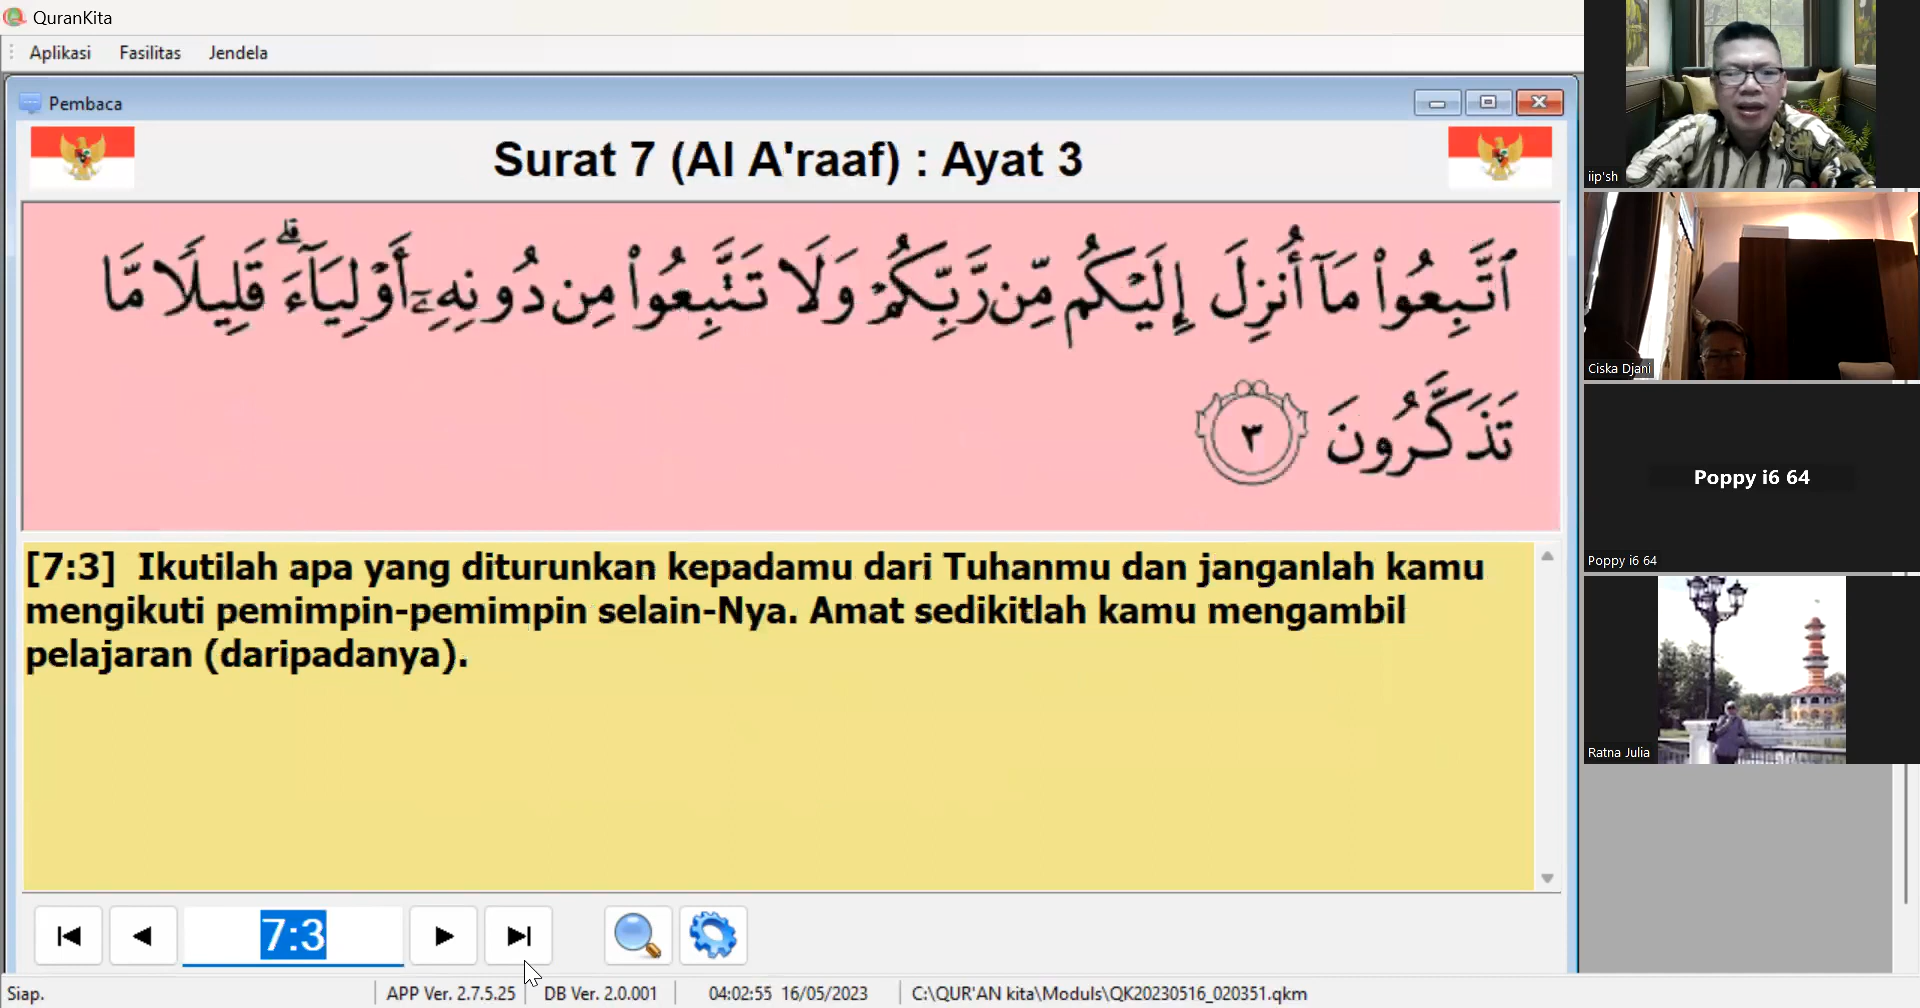 QuranKita
Aplikasi Fasilitas Jendela
Pembaca
Surat 7 (Al A'raaf) : Ayat 3
ٱتَّبِعُوا۟ مَآ أُنزِلَ إِلَيْكُم مِّن رَّبِّكُمْ وَلَا تَتَّبِعُوا۟ مِن دُونِهِۦٓ أَوْلِيَآءَ ۗ قَلِيلًا مَّا
تَذَكَّرُونَ ٣
[7:3] Ikutilah apa yang diturunkan kepadamu dari Tuhanmu dan janganlah kamu
mengikuti pemimpin-pemimpin selain-Nya. Amat sedikitlah kamu mengambil
pelajaran (daripadanya).
7:3
Siap. APP Ver. 2.7.5.25 DB Ver. 2.0.001 04:02:55 16/05/2023 C:\QUR'AN kita\Moduls\QK20230516_020351.qkm
iip'sh
Ciska Djani
Poppy i6 64
Poppy i6 64
Ratna Julia